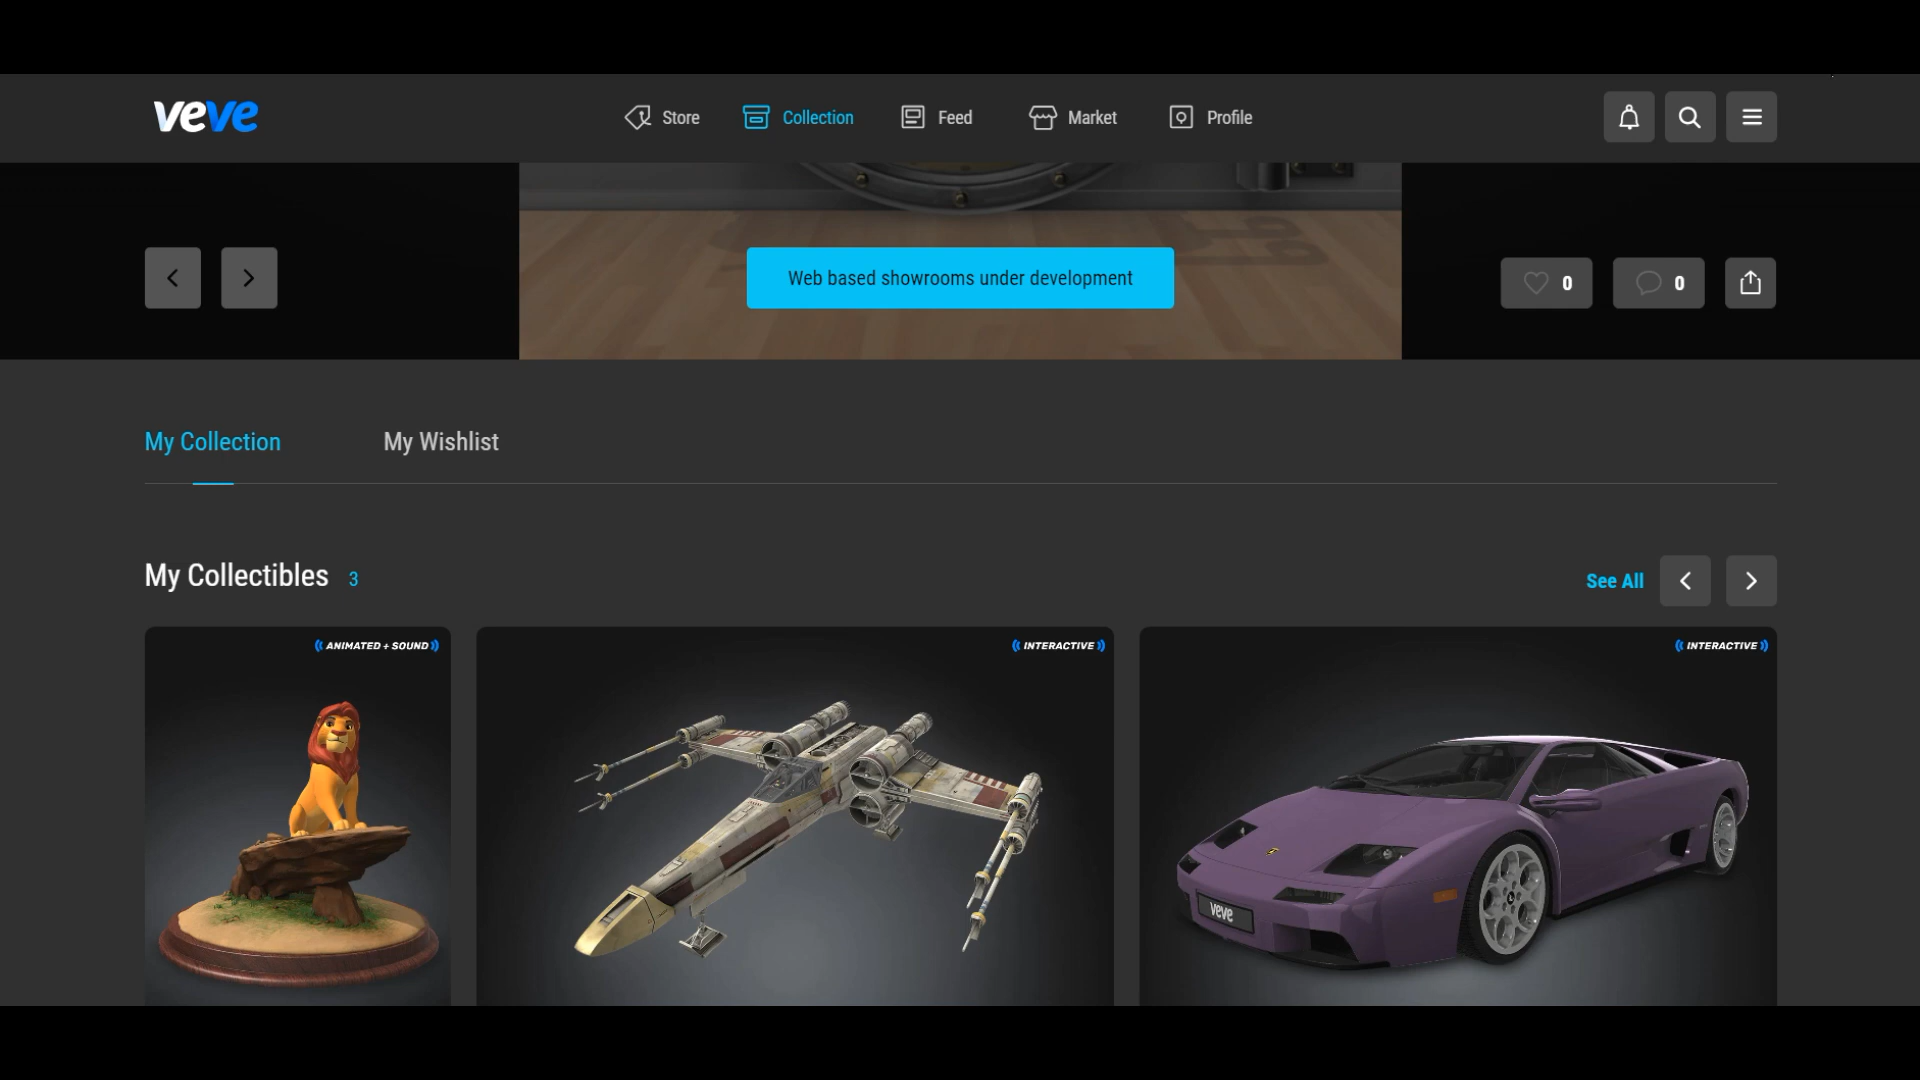 veve
Store
Collection
Feed
Market
Profile
Web based showrooms under development
0
0
My Collection
My Wishlist
My Collectibles 3
See All
ANIMATED + SOUND
INTERACTIVE
INTERACTIVE
veve